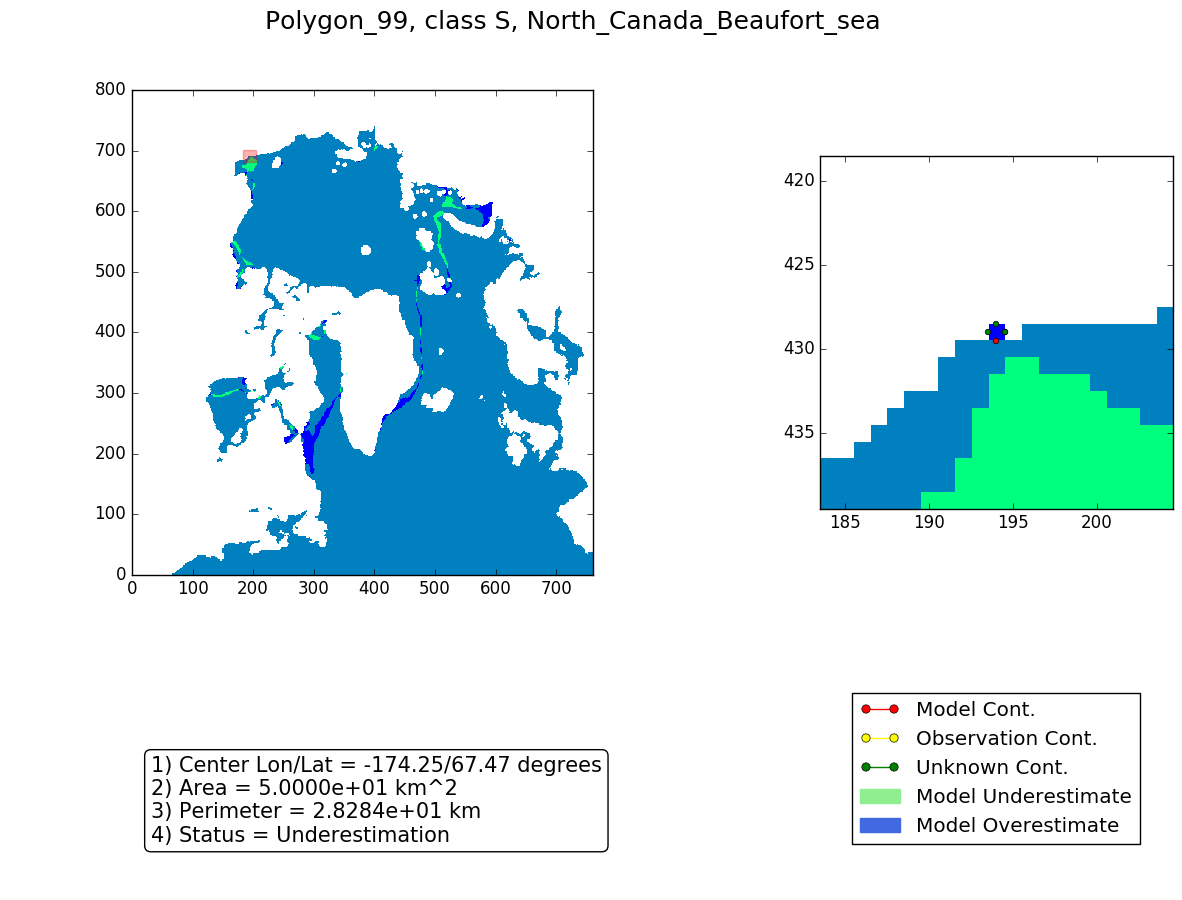 Polygon_99, class S, North_Canada_Beaufort_sea
800
700
600
500
400
300
200
100
0
0 100 200 300 400 500 600 700
420
425
430
435
185 190 195 200
1) Center Lon/Lat = -174.25/67.47 degrees
2) Area = 5.0000e+01 km^2
3) Perimeter = 2.8284e+01 km
4) Status = Underestimation
Model Cont.
Observation Cont.
Unknown Cont.
Model Underestimate
Model Overestimate